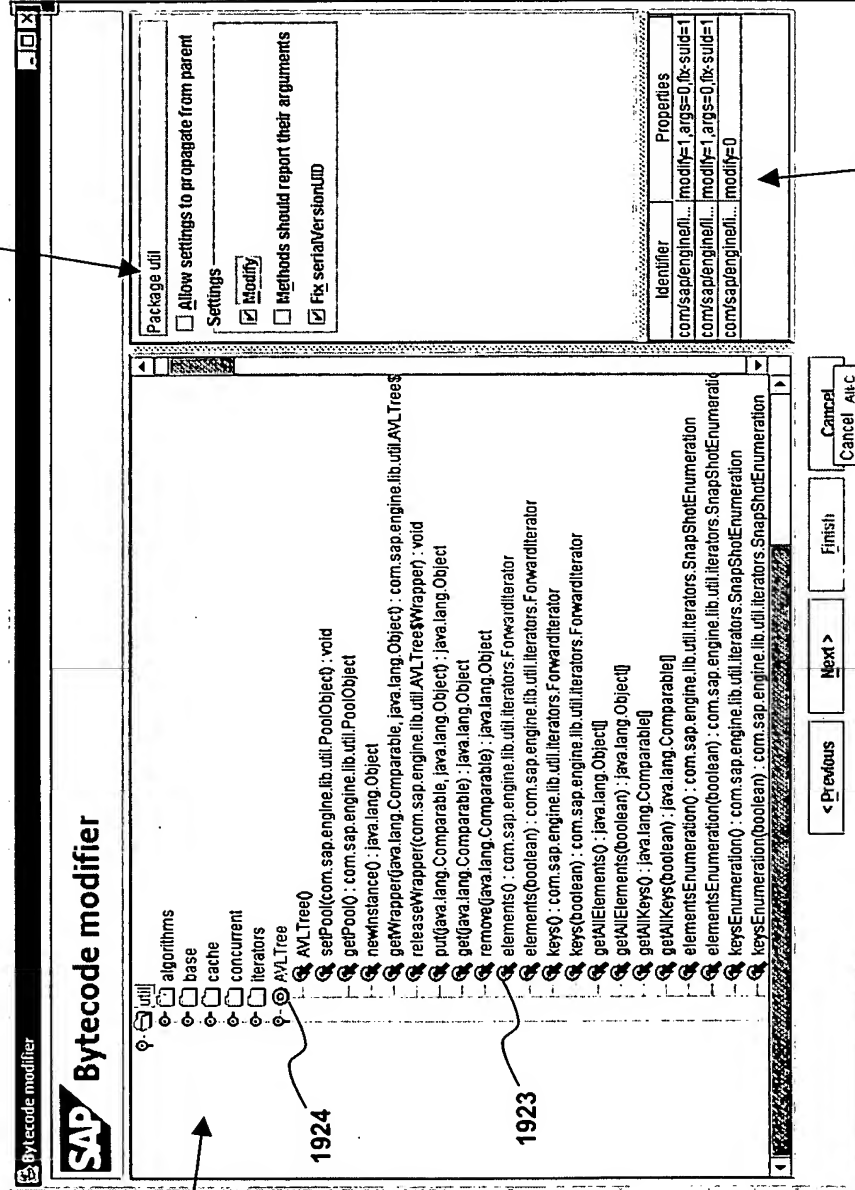 Bytecode modifier
SAP Bytecode modifier
util
algorithms
base
cache
concurrent
iterators
AVLTree
AVLTree()
setPool(com.sap.engine.lib.util.PoolObject) : void
getPool() : com.sap.engine.lib.util.PoolObject
newInstance() : java.lang.Object
getWrapper(java.lang.Comparable, java.lang.Object) : com.sap.engine.lib.util.AVLTree$
releaseWrapper(com.sap.engine.lib.util.AVLTree$Wrapper) : void
put(java.lang.Comparable, java.lang.Object) : java.lang.Object
get(java.lang.Comparable) : java.lang.Object
remove(java.lang.Comparable) : java.lang.Object
elements() : com.sap.engine.lib.util.iterators.ForwardIterator
elements(boolean) : com.sap.engine.lib.util.iterators.ForwardIterator
keys() : com.sap.engine.lib.util.iterators.ForwardIterator
keys(boolean) : com.sap.engine.lib.util.iterators.ForwardIterator
getAllElements() : java.lang.Object[]
getAllElements(boolean) : java.lang.Object[]
getAllKeys() : java.lang.Comparable[]
getAllKeys(boolean) : java.lang.Comparable[]
elementsEnumeration() : com.sap.engine.lib.util.iterators.SnapShotEnumeration
elementsEnumeration(boolean) : com.sap.engine.lib.util.iterators.SnapShotEnumeratio
keysEnumeration() : com.sap.engine.lib.util.iterators.SnapShotEnumeration
keysEnumeration(boolean) : com.sap.engine.lib.util.iterators.SnapShotEnumeration
1924
1923
Package util
Allow settings to propagate from parent
Settings
Modify
Methods should report their arguments
Fix serialVersionUID
Identifier Properties
com/sap/engine/li... modify=1,args=0,fix-suid=1
com/sap/engine/li... modify=1,args=0,fix-suid=1
com/sap/engine/li... modify=0
< Previous Next > Finish Cancel
Cancel Alt-C